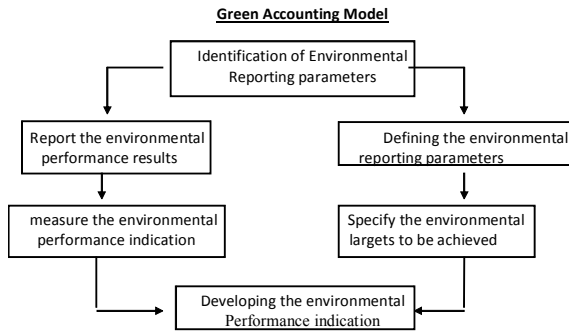 Green Accounting Model
Identification of Environmental
Reporting parameters
Report the environmental
performance results
Defining the environmental
reporting parameters
measure the environmental
performance indication
Specify the environmental
largets to be achieved
Developing the environmental
Performance indication